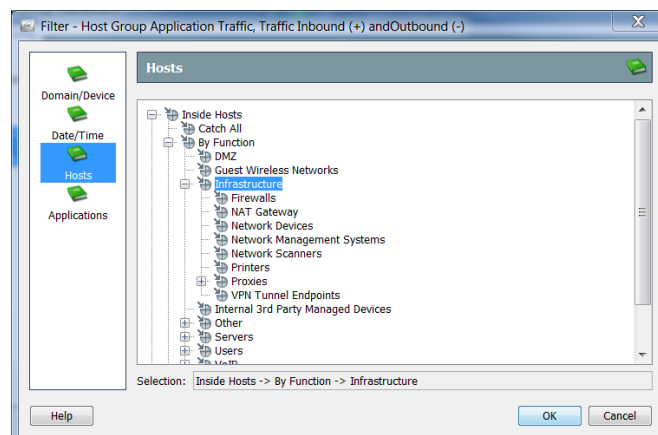 Filter - Host Group Application Traffic, Traffic Inbound (+) andOutbound (-)
Domain/Device
Date/Time
Hosts
Applications
Hosts
Inside Hosts
Catch All
By Function
DMZ
Guest Wireless Networks
Infrastructure
Firewalls
NAT Gateway
Network Devices
Network Management Systems
Network Scanners
Printers
Proxies
VPN Tunnel Endpoints
Internal 3rd Party Managed Devices
Other
Servers
Users
VoIP
Selection: Inside Hosts -> By Function -> Infrastructure
Help
OK
Cancel